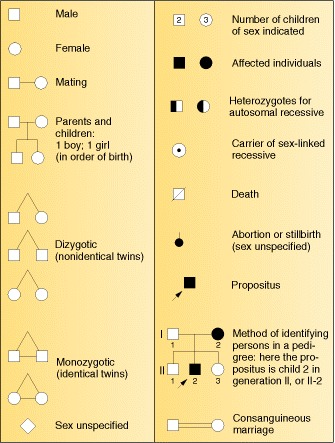 Male
Female
Mating
Parents and
children:
1 boy; 1 girl
(in order of birth)
Dizygotic
(nonidentical twins)
Monozygotic
(identical twins)
Sex unspecified
2 3 Number of children
of sex indicated
Affected individuals
Heterozygotes for
autosomal recessive
Carrier of sex-linked
recessive
Death
Abortion or stillbirth
(sex unspecified)
Propositus
I
1 2
II
1 2 3
Method of identifying
persons in a pedi-
gree: here the pro-
positus is child 2 in
generation II, or II-2
Consanguineous
marriage